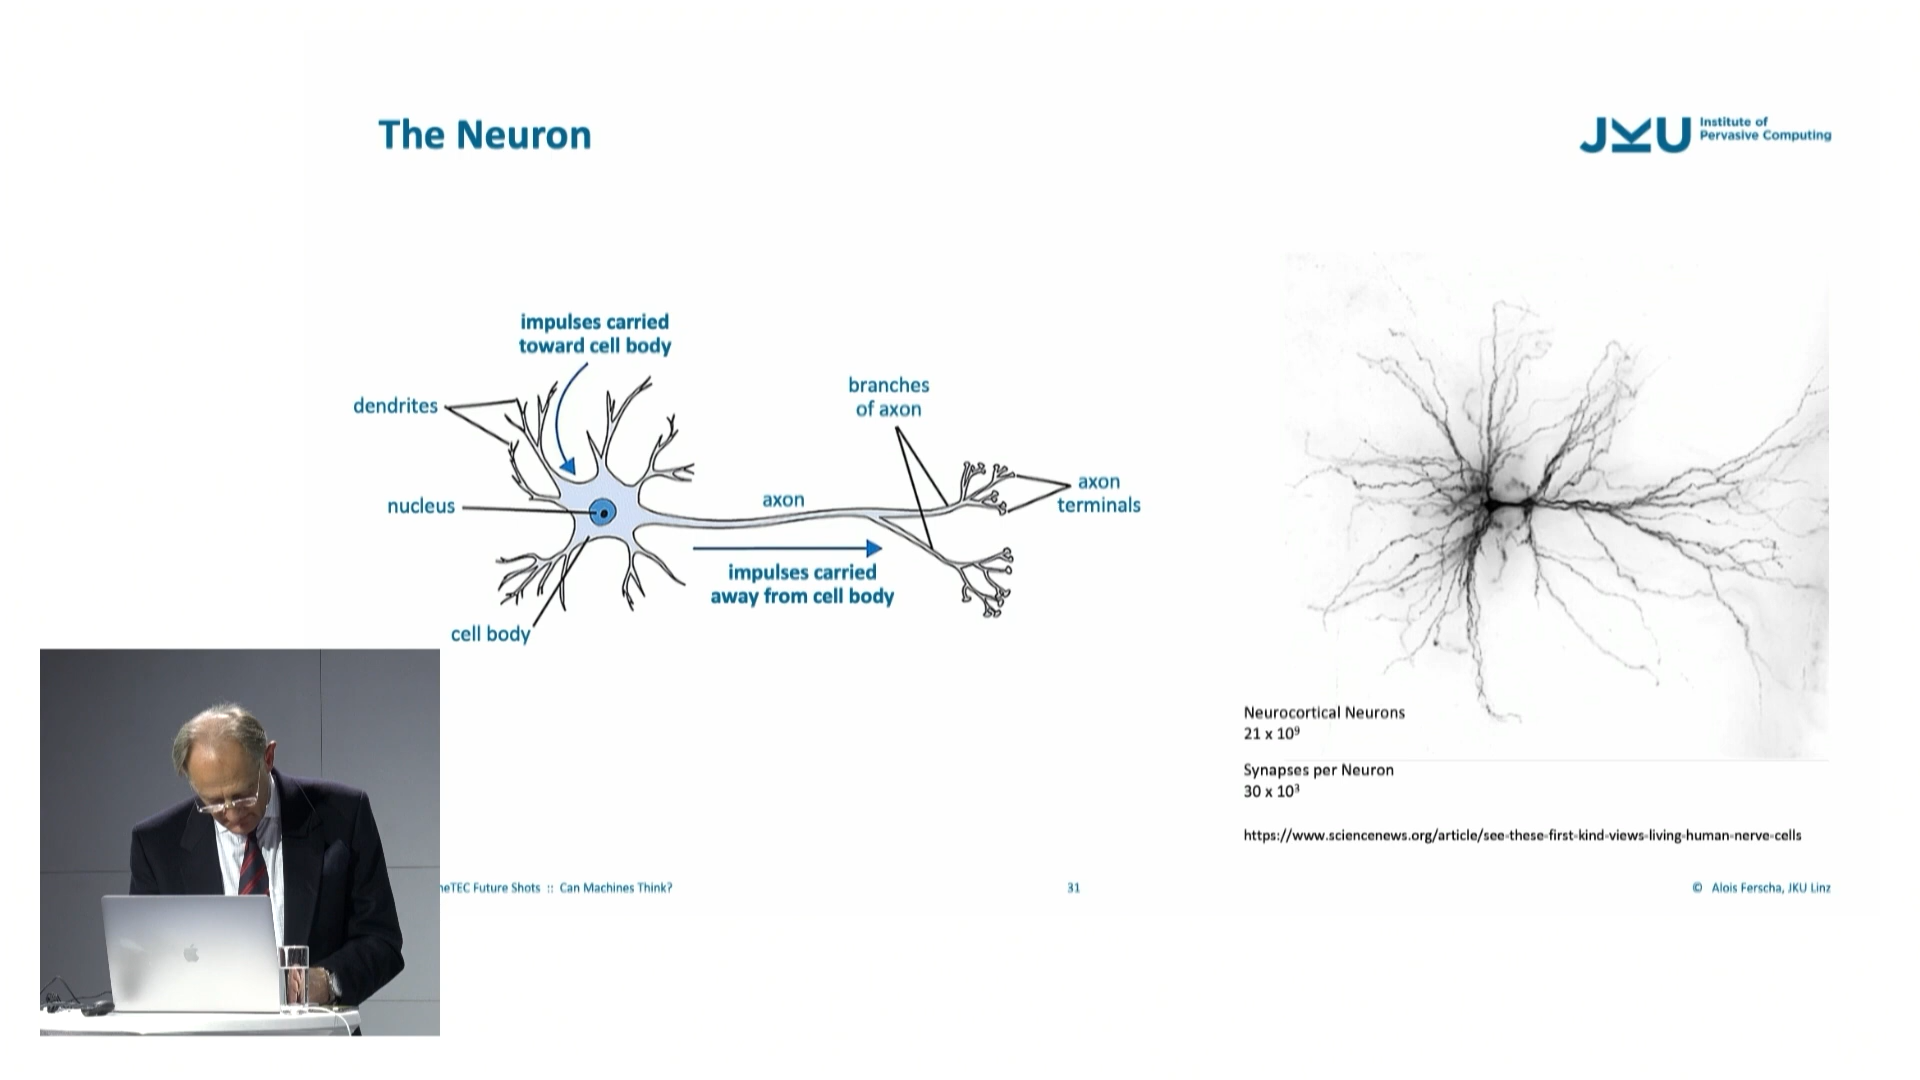 The Neuron
JKU
Institute of
Pervasive Computing
impulses carried
toward cell body
dendrites
branches
of axon
nucleus
axon
axon
terminals
impulses carried
away from cell body
cell body
Neurocortical Neurons
21 x 10⁹
Synapses per Neuron
30 x 10³
https://www.sciencenews.org/article/see-these-first-kind-views-living-human-nerve-cells
Future Shots :: Can Machines Think?
31
© Alois Ferscha, JKU Linz